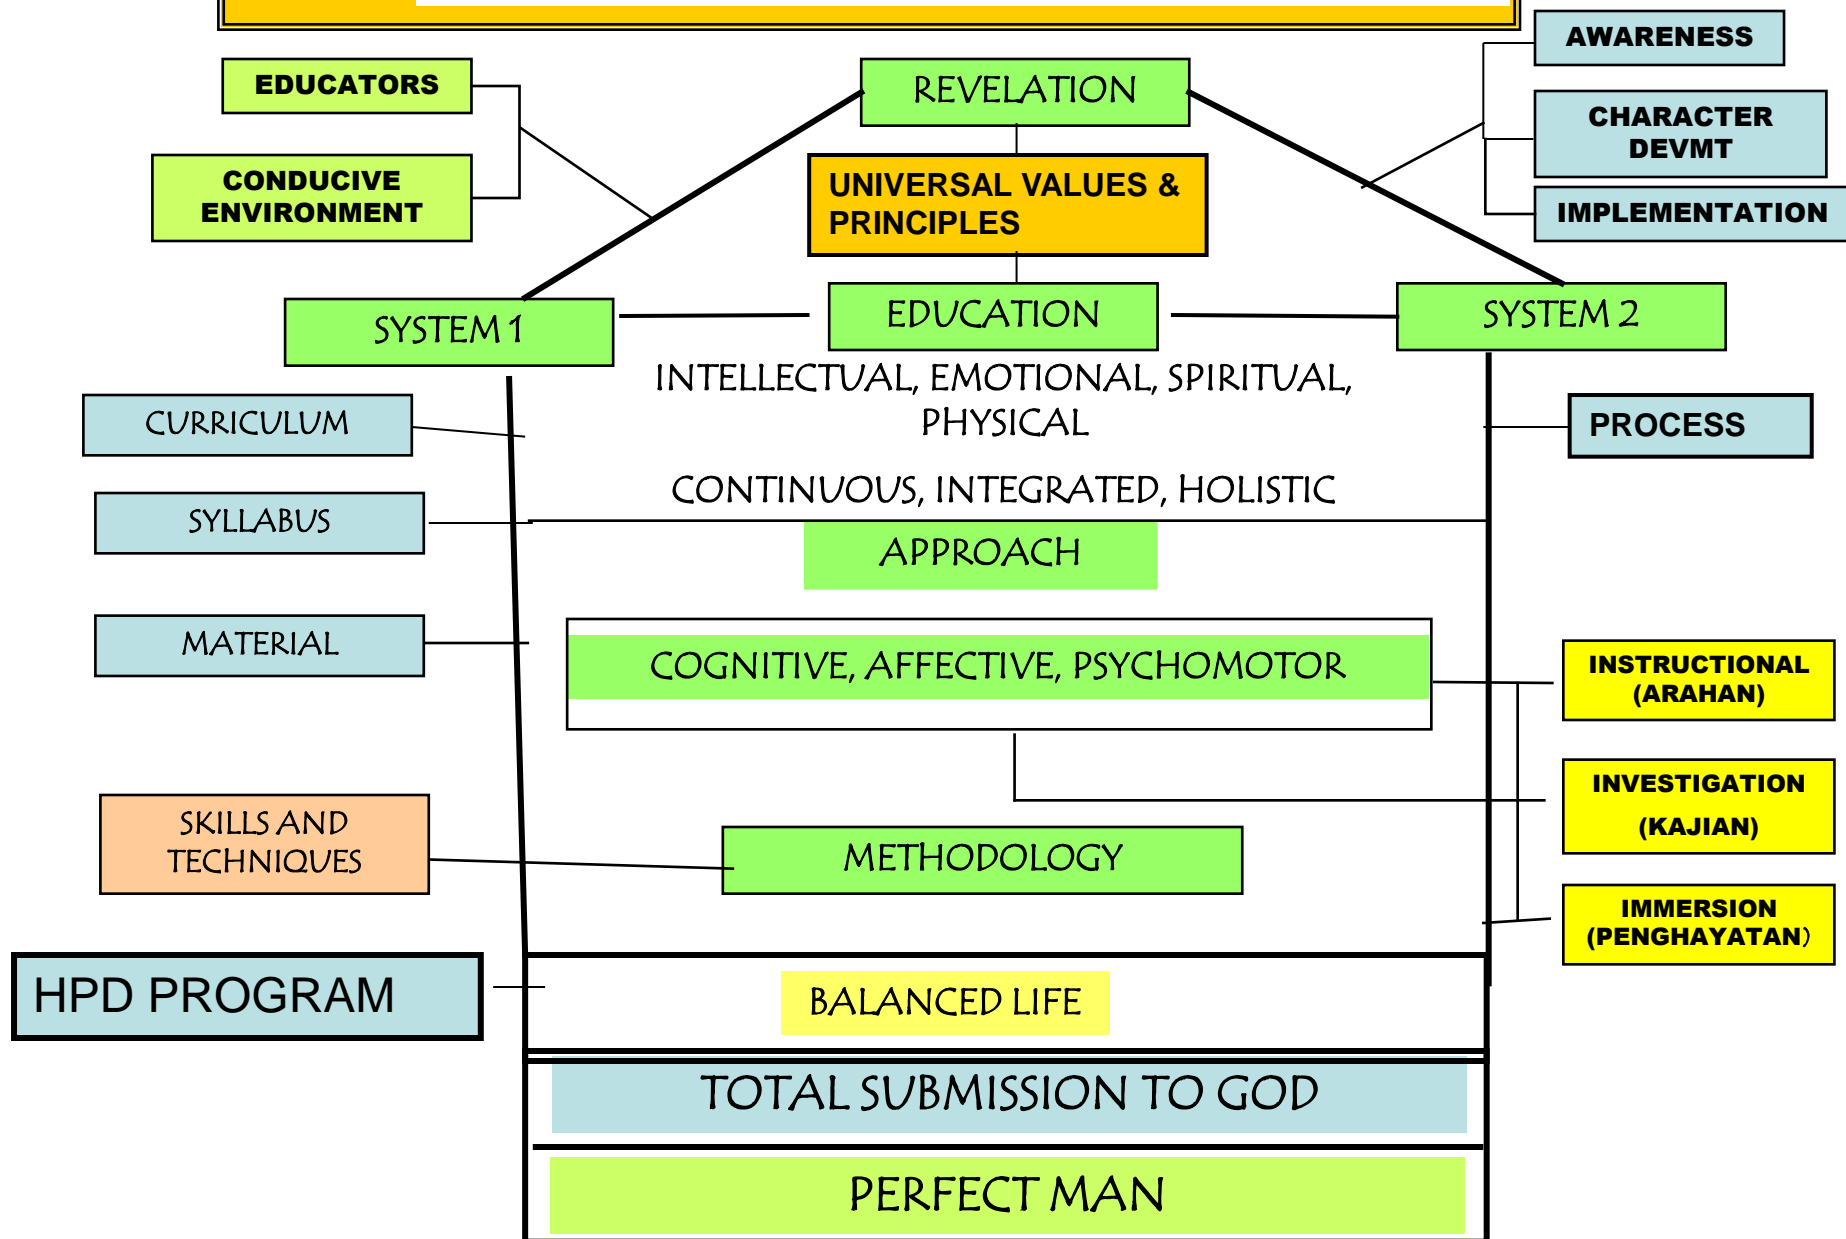 AWARENESS
EDUCATORS
REVELATION
CHARACTER
DEVMT
CONDUCIVE
ENVIRONMENT
UNIVERSAL VALUES &
PRINCIPLES
IMPLEMENTATION
SYSTEM 1
EDUCATION
SYSTEM 2
INTELLECTUAL, EMOTIONAL, SPIRITUAL,
PHYSICAL
CURRICULUM
PROCESS
CONTINUOUS, INTEGRATED, HOLISTIC
SYLLABUS
APPROACH
MATERIAL
COGNITIVE, AFFECTIVE, PSYCHOMOTOR
INSTRUCTIONAL
(ARAHAN)
INVESTIGATION
(KAJIAN)
SKILLS AND
TECHNIQUES
METHODOLOGY
IMMERSION
(PENGHAYATAN)
HPD PROGRAM
BALANCED LIFE
TOTAL SUBMISSION TO GOD
PERFECT MAN